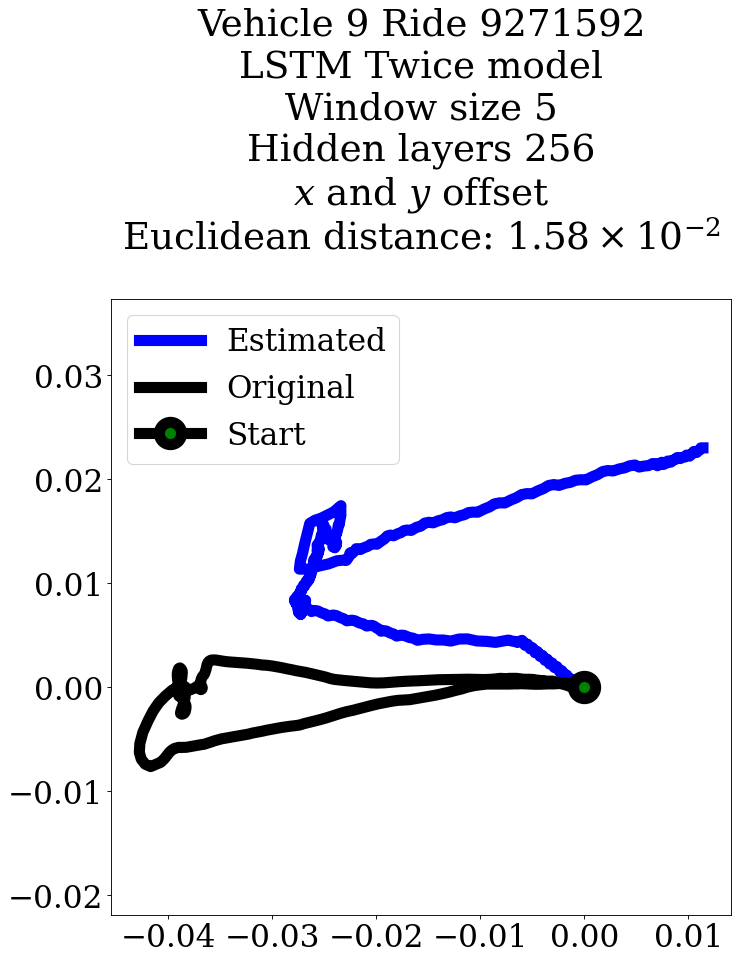 Vehicle 9 Ride 9271592
LSTM Twice model
Window size 5
Hidden layers 256
x and y offset
Euclidean distance: 1.58 × 10⁻²
Estimated
Original
Start
0.03
0.02
0.01
0.00
−0.01
−0.02
−0.04 −0.03 −0.02 −0.01 0.00 0.01